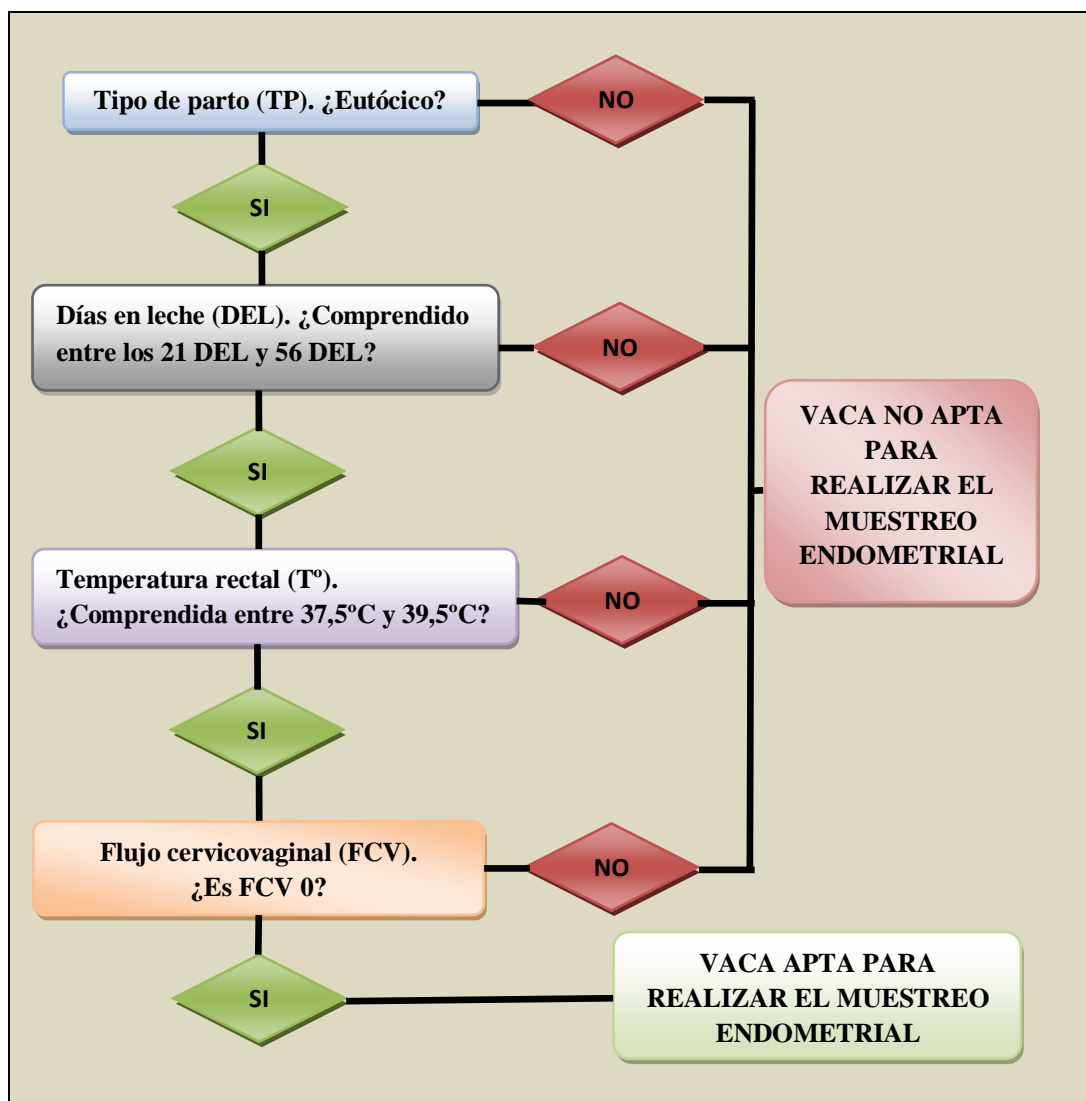 Tipo de parto (TP). ¿Eutócico?
NO
SI
Días en leche (DEL). ¿Comprendido
entre los 21 DEL y 56 DEL?
NO
SI
VACA NO APTA
PARA
REALIZAR EL
MUESTREO
ENDOMETRIAL
Temperatura rectal (Tº).
¿Comprendida entre 37,5ºC y 39,5ºC?
NO
SI
Flujo cervicovaginal (FCV).
¿Es FCV 0?
NO
SI
VACA APTA PARA
REALIZAR EL MUESTREO
ENDOMETRIAL